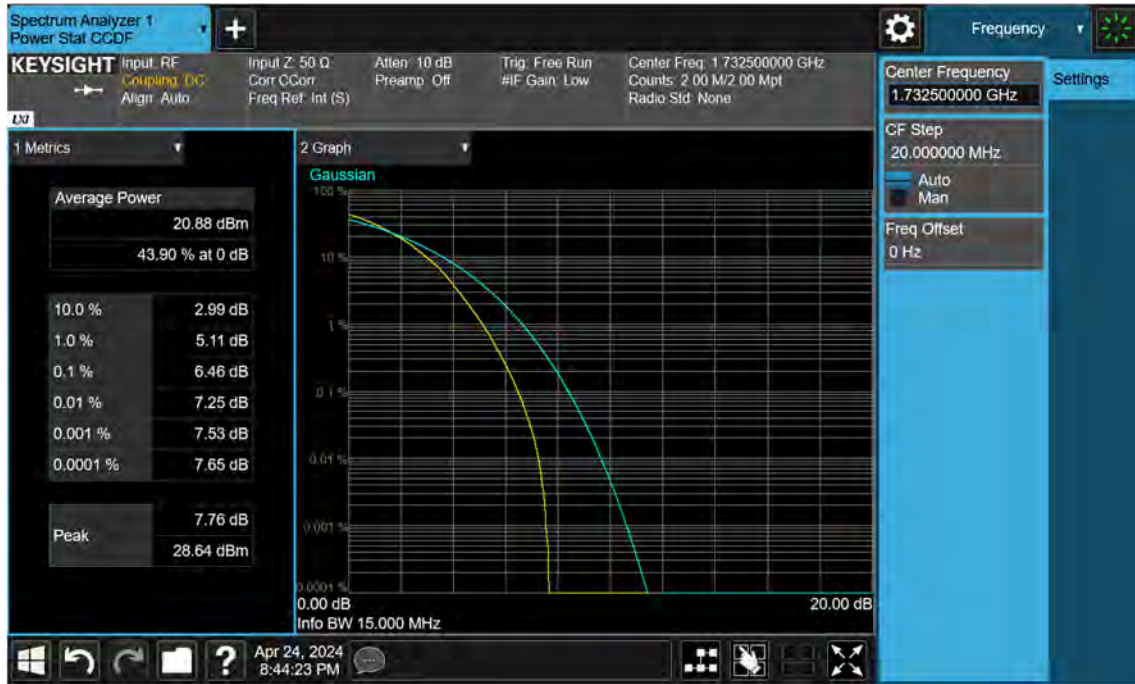 Spectrum Analyzer 1
Power Stat CCDF
+
Frequency
KEYSIGHT
Input: RF
Coupling: DC
Align: Auto
Input Z: 50 Ω
Corr CCorr
Freq Ref: Int (S)
Atten: 10 dB
Preamp: Off
Trig: Free Run
#IF Gain: Low
Center Freq: 1.732500000 GHz
Counts: 2.00 M/2.00 Mpt
Radio Std: None
LXI
Center Frequency
1.732500000 GHz
Settings
CF Step
20.000000 MHz
Auto
Man
Freq Offset
0 Hz
1 Metrics
Average Power
20.88 dBm
43.90 % at 0 dB
10.0 % 2.99 dB
1.0 % 5.11 dB
0.1 % 6.46 dB
0.01 % 7.25 dB
0.001 % 7.53 dB
0.0001 % 7.65 dB
Peak
7.76 dB
28.64 dBm
2 Graph
Gaussian
100 %
10 %
1 %
0.1 %
0.01 %
0.001 %
0.0001 %
0.00 dB
20.00 dB
Info BW 15.000 MHz
?
Apr 24, 2024
8:44:23 PM